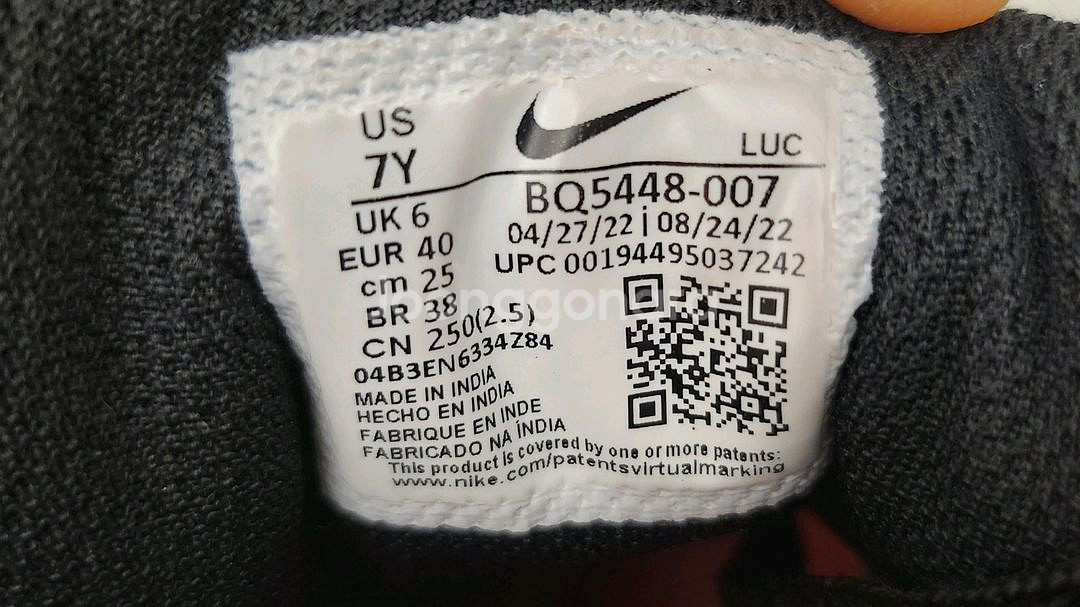 US
7Y
LUC
UK 6
EUR 40
cm 25
BR 38
CN 250(2.5)
BQ5448-007
04/27/22 | 08/24/22
UPC 00194495037242
04B3EN6334Z84
MADE IN INDIA
HECHO EN INDIA
FABRIQUE EN INDE
FABRICADO NA ÍNDIA
This product is covered by one or more patents:
www.nike.com/patentsvirtualmarking